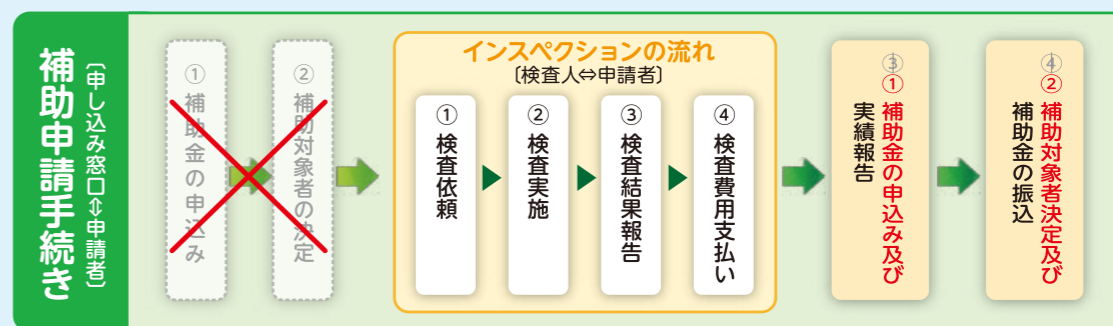 補助申請手続き
〔申し込み窓口⇔申請者〕
① 補助金の申込み
② 補助対象者の決定
インスペクションの流れ
〔検査人⇔申請者〕
① 検査依頼
② 検査実施
③ 検査結果報告
④ 検査費用支払い
③
① 補助金の申込み及び
実績報告
④
② 補助対象者決定及び
補助金の振込